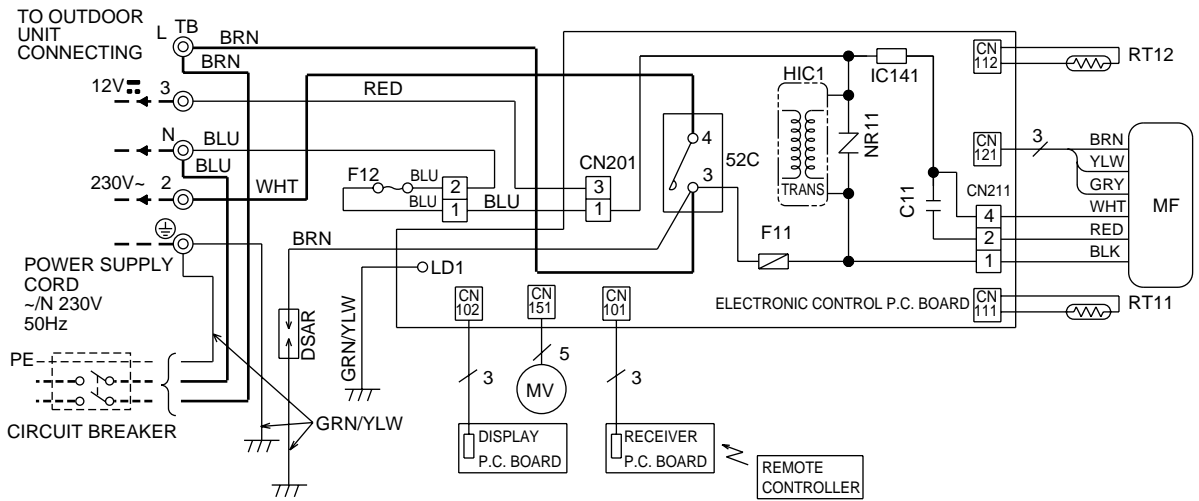 TO OUTDOOR
UNIT
CONNECTING
L
TB
BRN
BRN
12V
3
RED
N
BLU
BLU
230V~
2
WHT
F12
BLU
2
BLU
1
BLU
CN201
3
1
4
3
52C
HIC1
TRANS
NR11
IC141
C11
F11
CN
112
RT12
CN
121
3
BRN
YLW
GRY
CN211
4
WHT
2
RED
1
BLK
MF
BRN
LD1
POWER SUPPLY
CORD
~/N 230V
50Hz
PE
CIRCUIT BREAKER
GRN/YLW
DSAR
GRN/YLW
CN
102
3
CN
151
5
MV
CN
101
3
ELECTRONIC CONTROL P.C. BOARD
CN
111
RT11
DISPLAY
P.C. BOARD
RECEIVER
P.C. BOARD
REMOTE
CONTROLLER